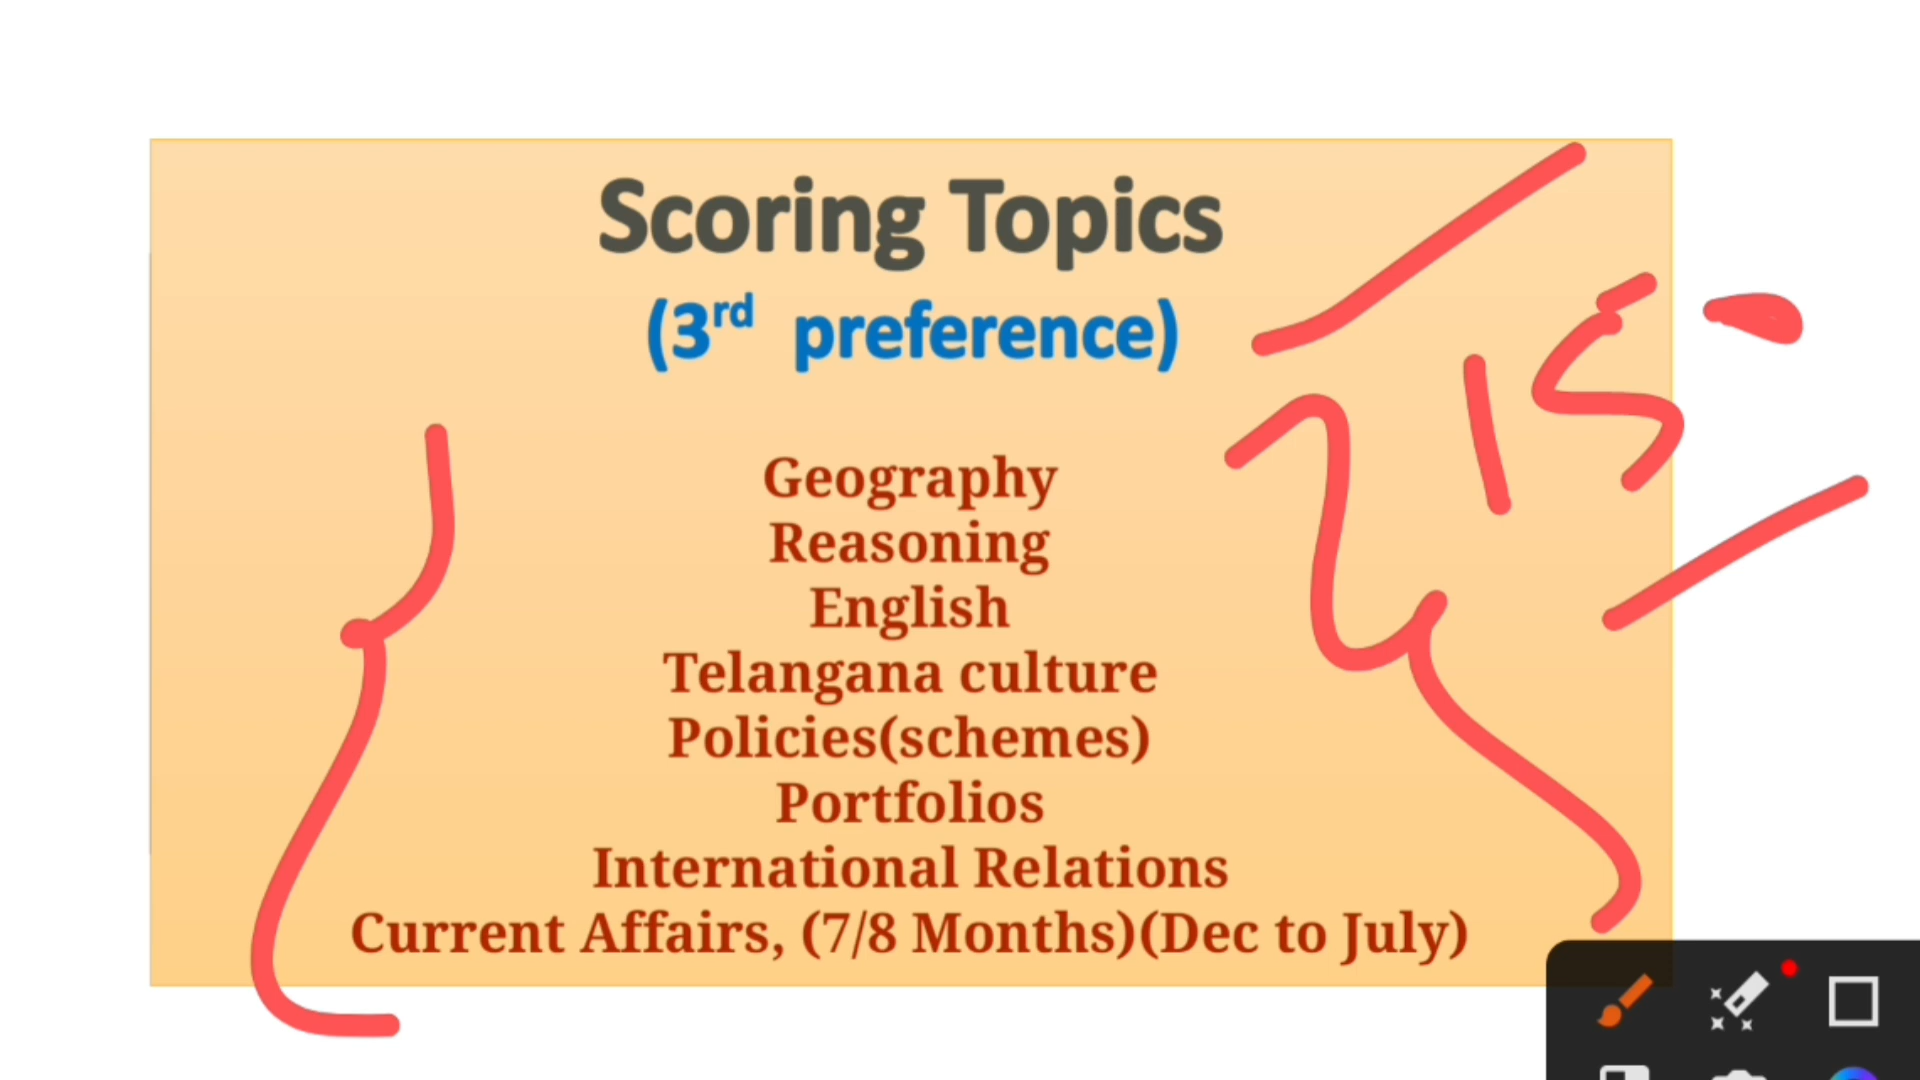 Scoring Topics
(3rd preference)
15
Geography
Reasoning
English
Telangana culture
Policies(schemes)
Portfolios
International Relations
Current Affairs, (7/8 Months)(Dec to July)